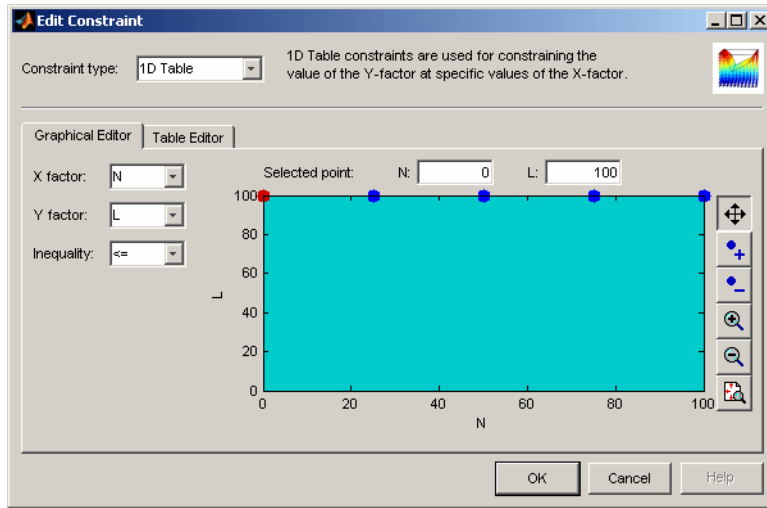 Edit Constraint
Constraint type: 1D Table
1D Table constraints are used for constraining the
value of the Y-factor at specific values of the X-factor.
Graphical Editor Table Editor
X factor: N
Y factor: L
Inequality: <=
Selected point: N: 0 L: 100
100
80
60
40
20
0
L
0 20 40 60 80 100
N
OK Cancel Help